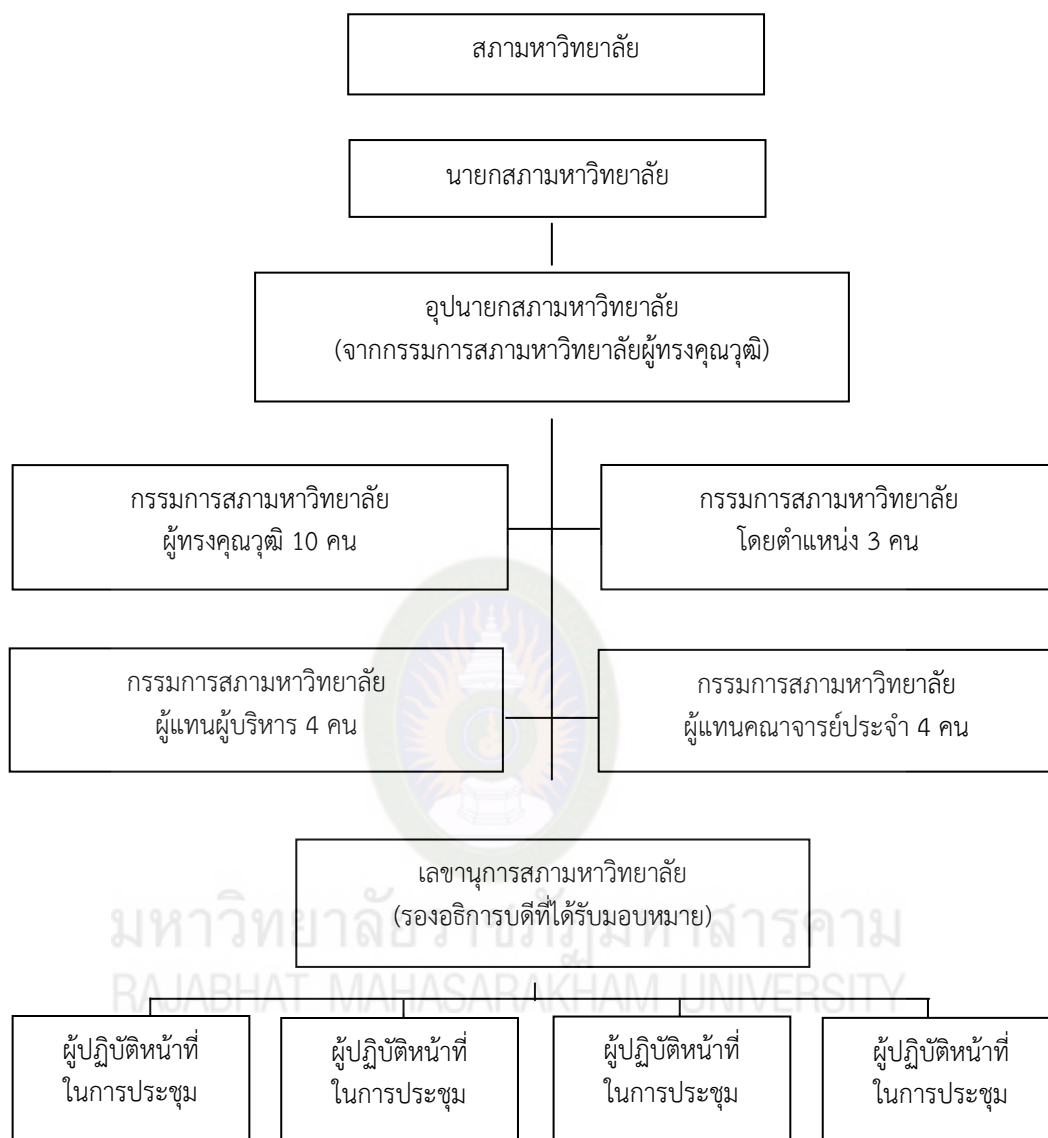 สภามหาวิทยาลัย
นายกสภามหาวิทยาลัย
อุปนายกสภามหาวิทยาลัย
(จากกรรมการสภามหาวิทยาลัยผู้ทรงคุณวุฒิ)
กรรมการสภามหาวิทยาลัย
ผู้ทรงคุณวุฒิ 10 คน
กรรมการสภามหาวิทยาลัย
โดยตำแหน่ง 3 คน
กรรมการสภามหาวิทยาลัย
ผู้แทนผู้บริหาร 4 คน
กรรมการสภามหาวิทยาลัย
ผู้แทนคณาจารย์ประจำ 4 คน
เลขานุการสภามหาวิทยาลัย
(รองอธิการบดีที่ได้รับมอบหมาย)
มหาวิทยาลัยราชภัฏมหาสารคาม
RAJABHAT MAHASARAKHAM UNIVERSITY
ผู้ปฏิบัติหน้าที่
ในการประชุม
ผู้ปฏิบัติหน้าที่
ในการประชุม
ผู้ปฏิบัติหน้าที่
ในการประชุม
ผู้ปฏิบัติหน้าที่
ในการประชุม